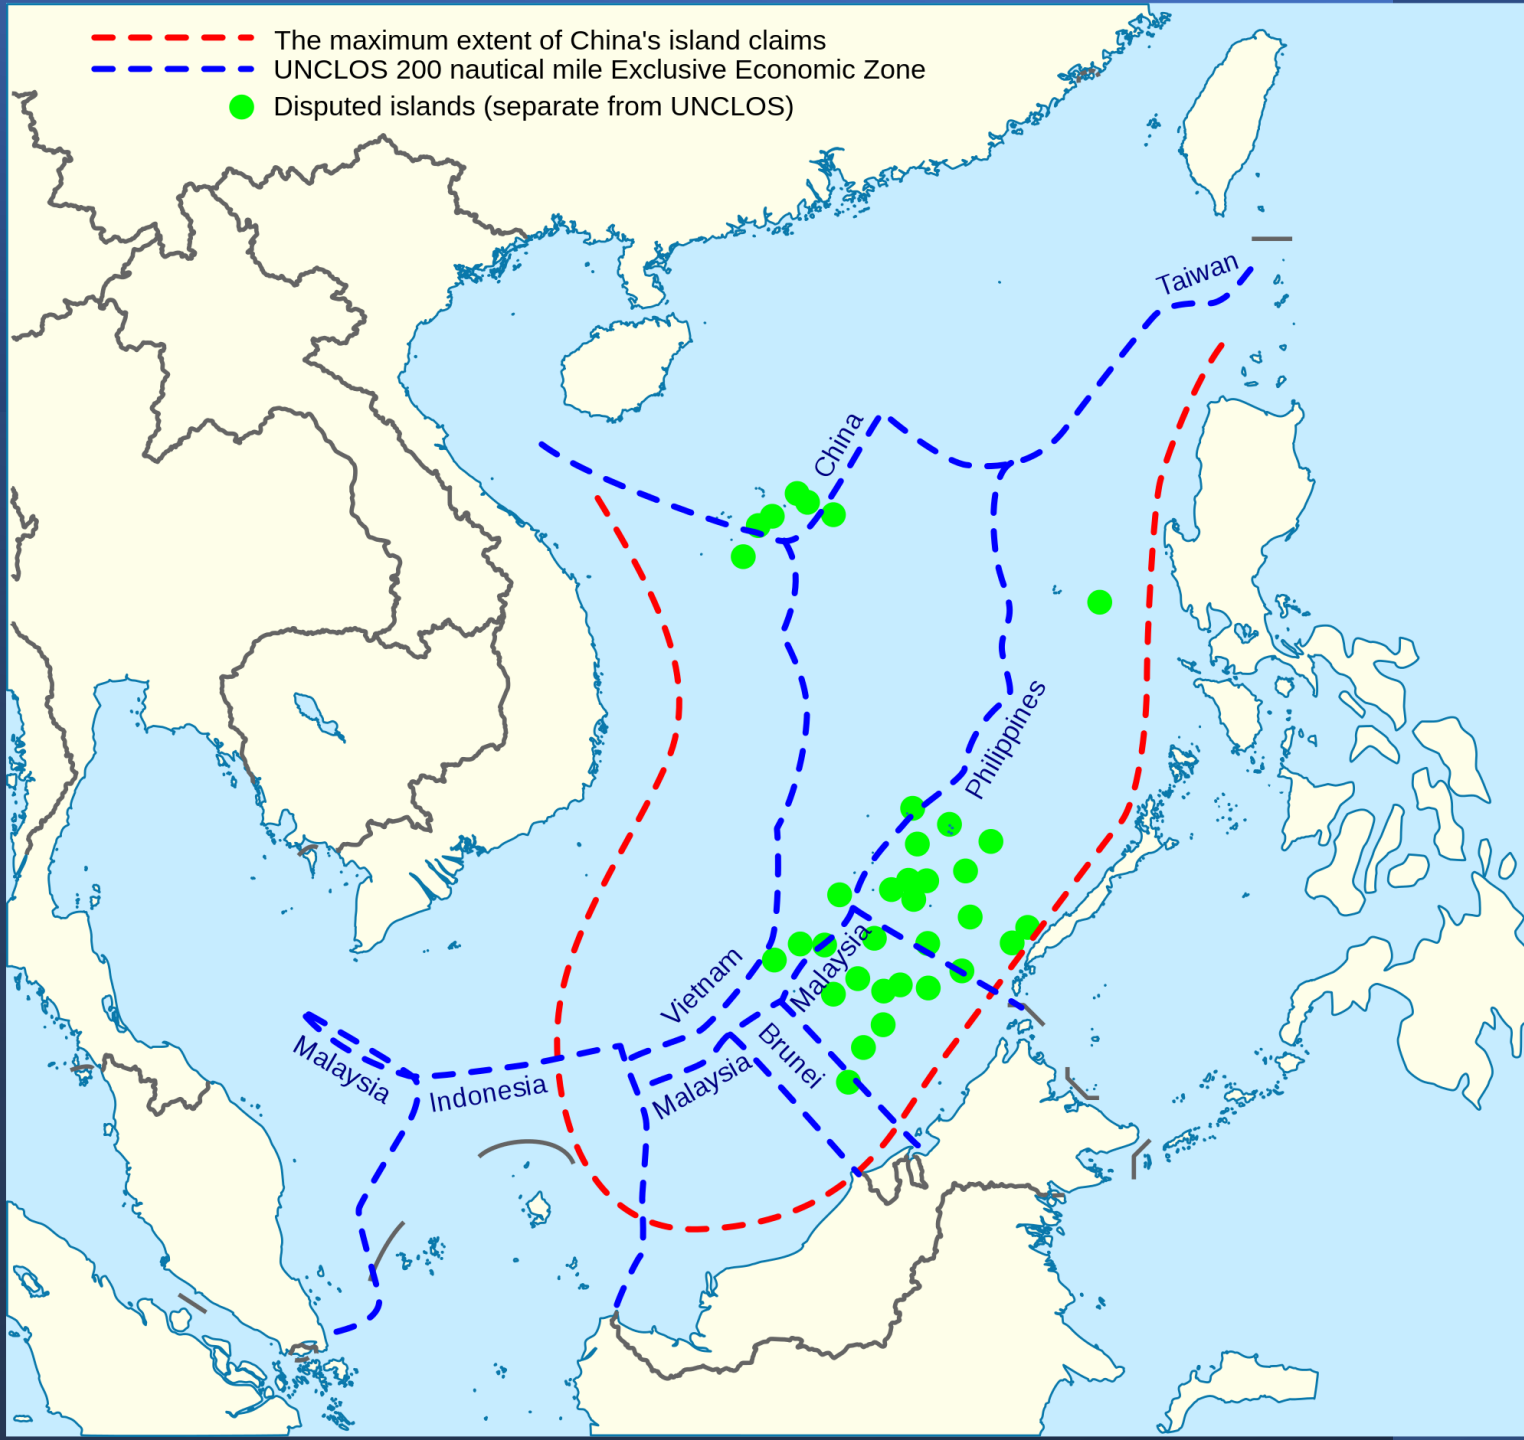 The maximum extent of China's island claims
UNCLOS 200 nautical mile Exclusive Economic Zone
Disputed islands (separate from UNCLOS)
Taiwan
China
Philippines
Malaysia
Vietnam
Malaysia
Indonesia
Malaysia
Brunei